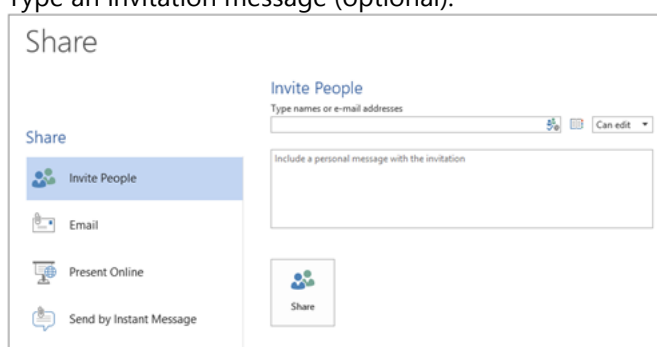 Type an invitation message (optional).
Share
Invite People
Type names or e-mail addresses
Can edit
Share
Include a personal message with the invitation
Invite People
Email
Present Online
Share
Send by Instant Message